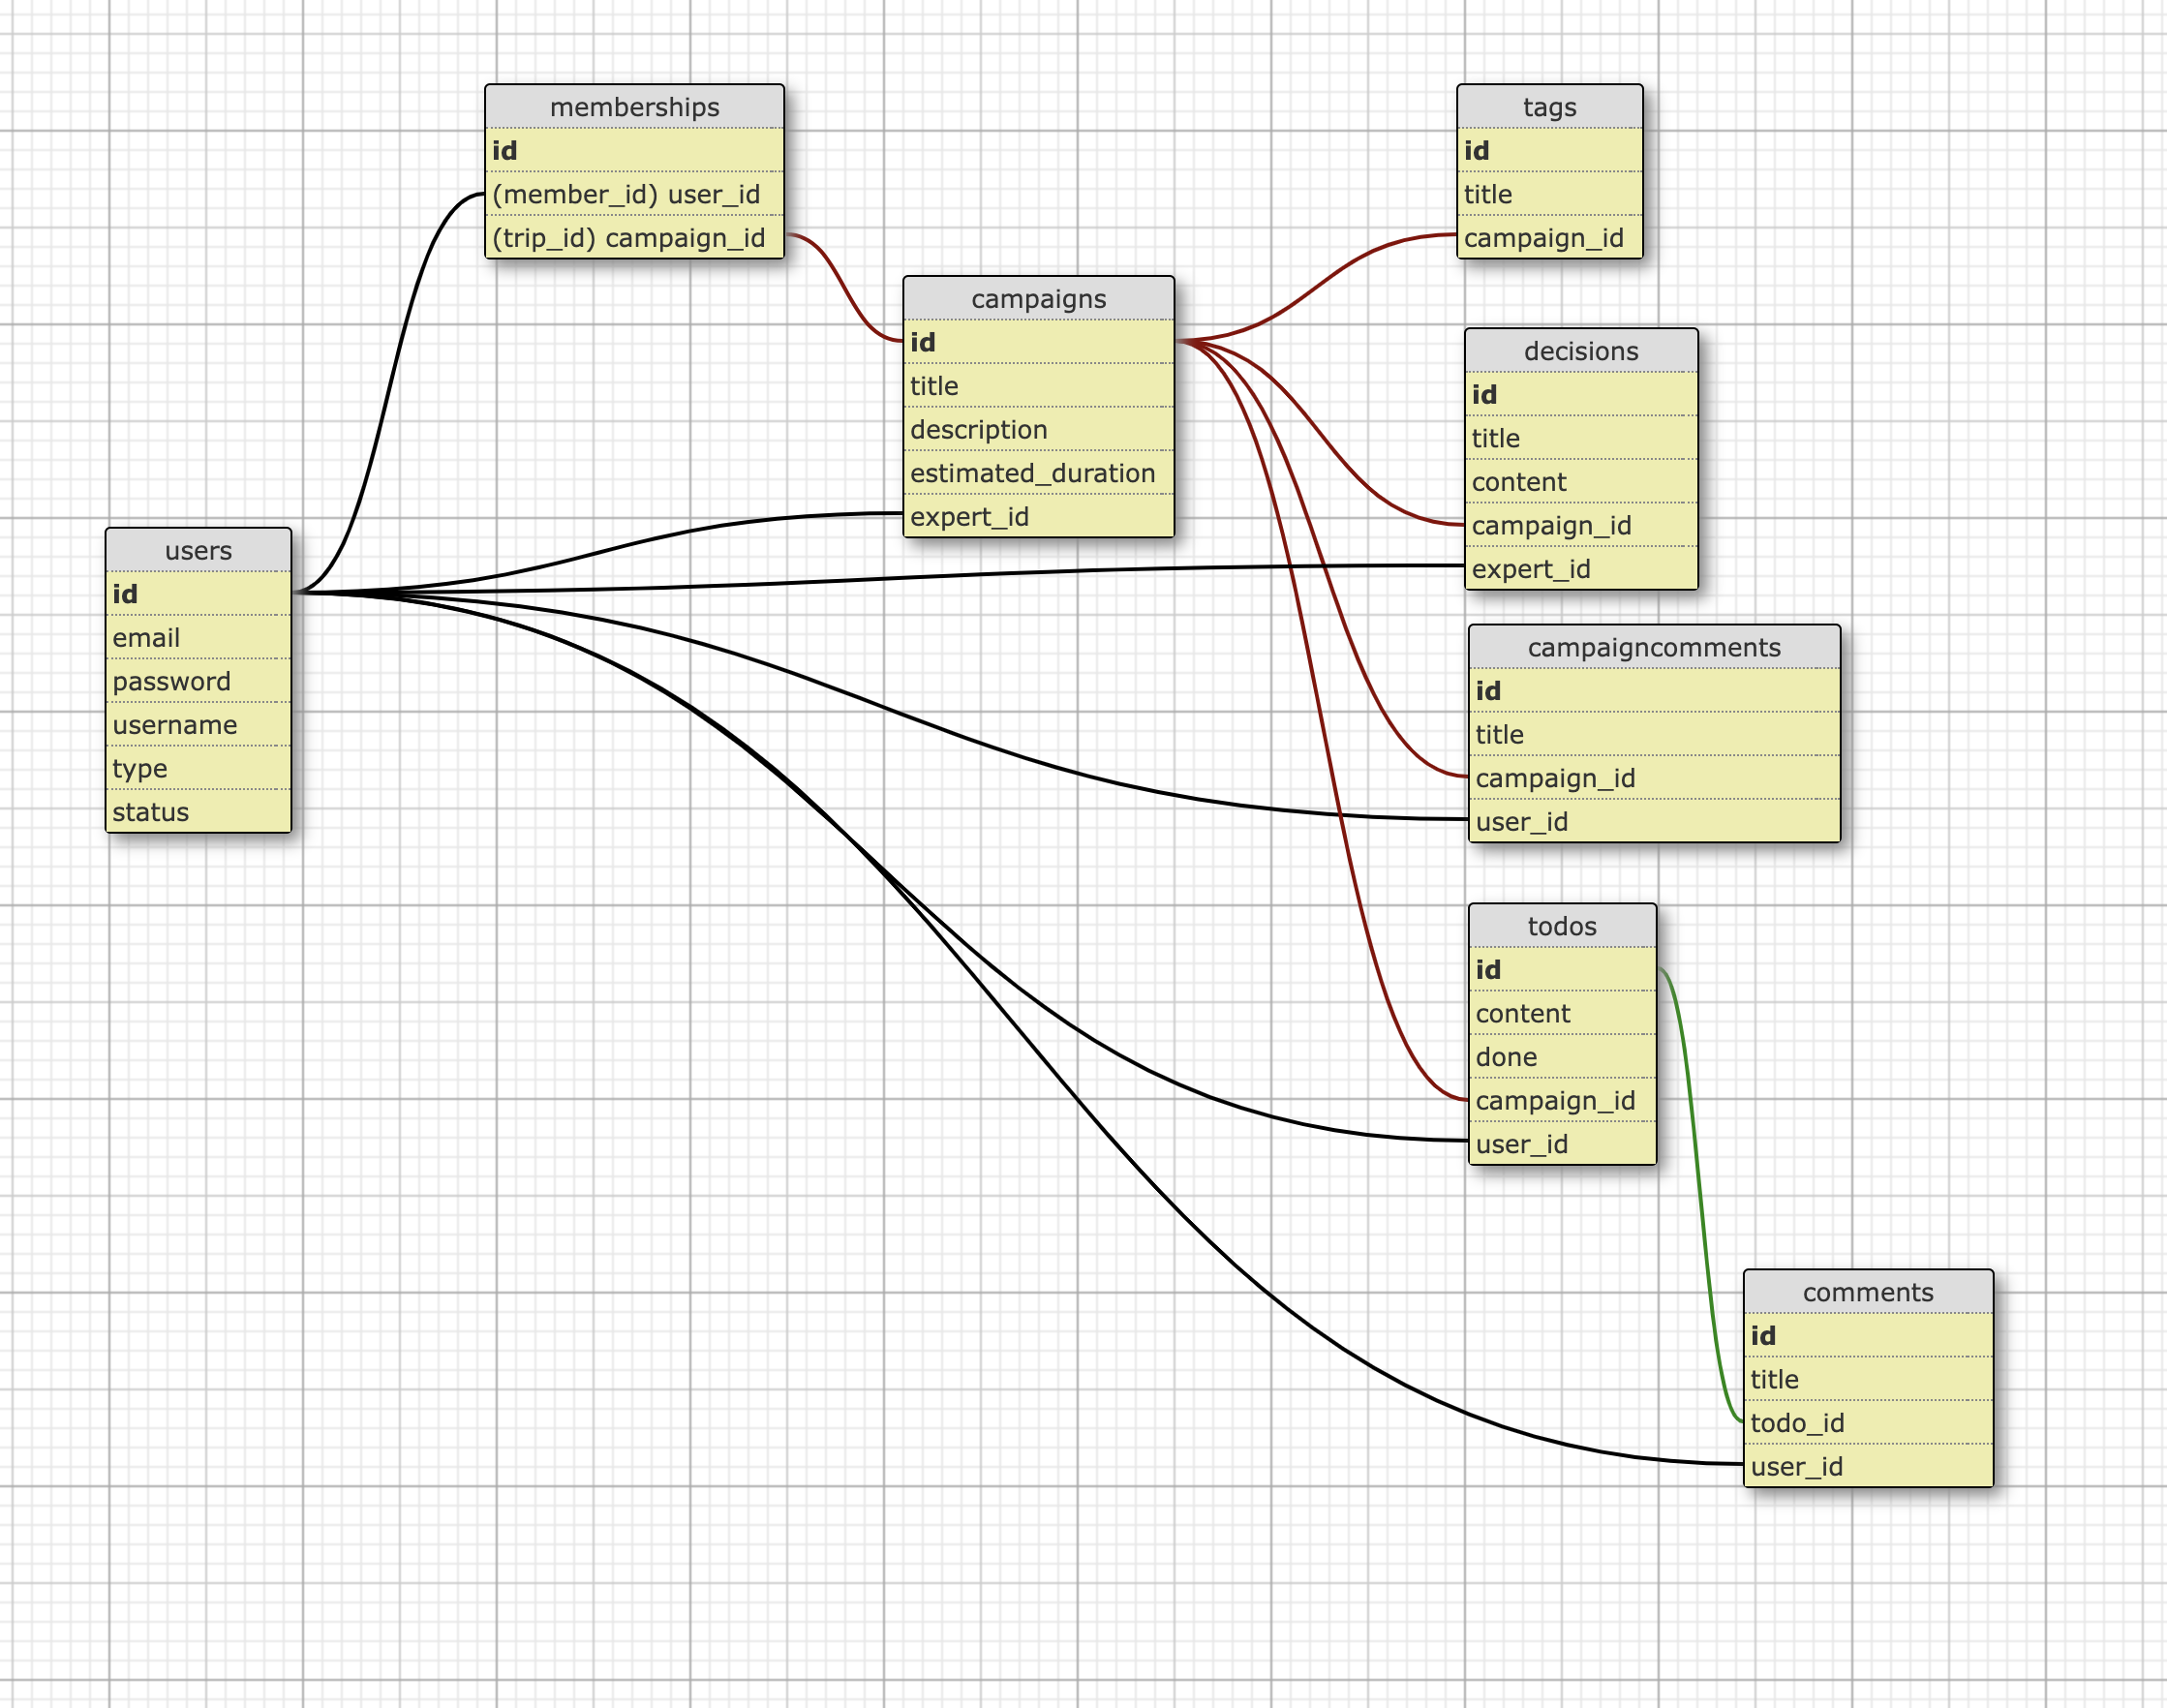 memberships
id
(member_id) user_id
(trip_id) campaign_id
tags
id
title
campaign_id
campaigns
id
title
description
estimated_duration
expert_id
decisions
id
title
content
campaign_id
expert_id
users
id
email
password
username
type
status
campaigncomments
id
title
campaign_id
user_id
todos
id
content
done
campaign_id
user_id
comments
id
title
todo_id
user_id